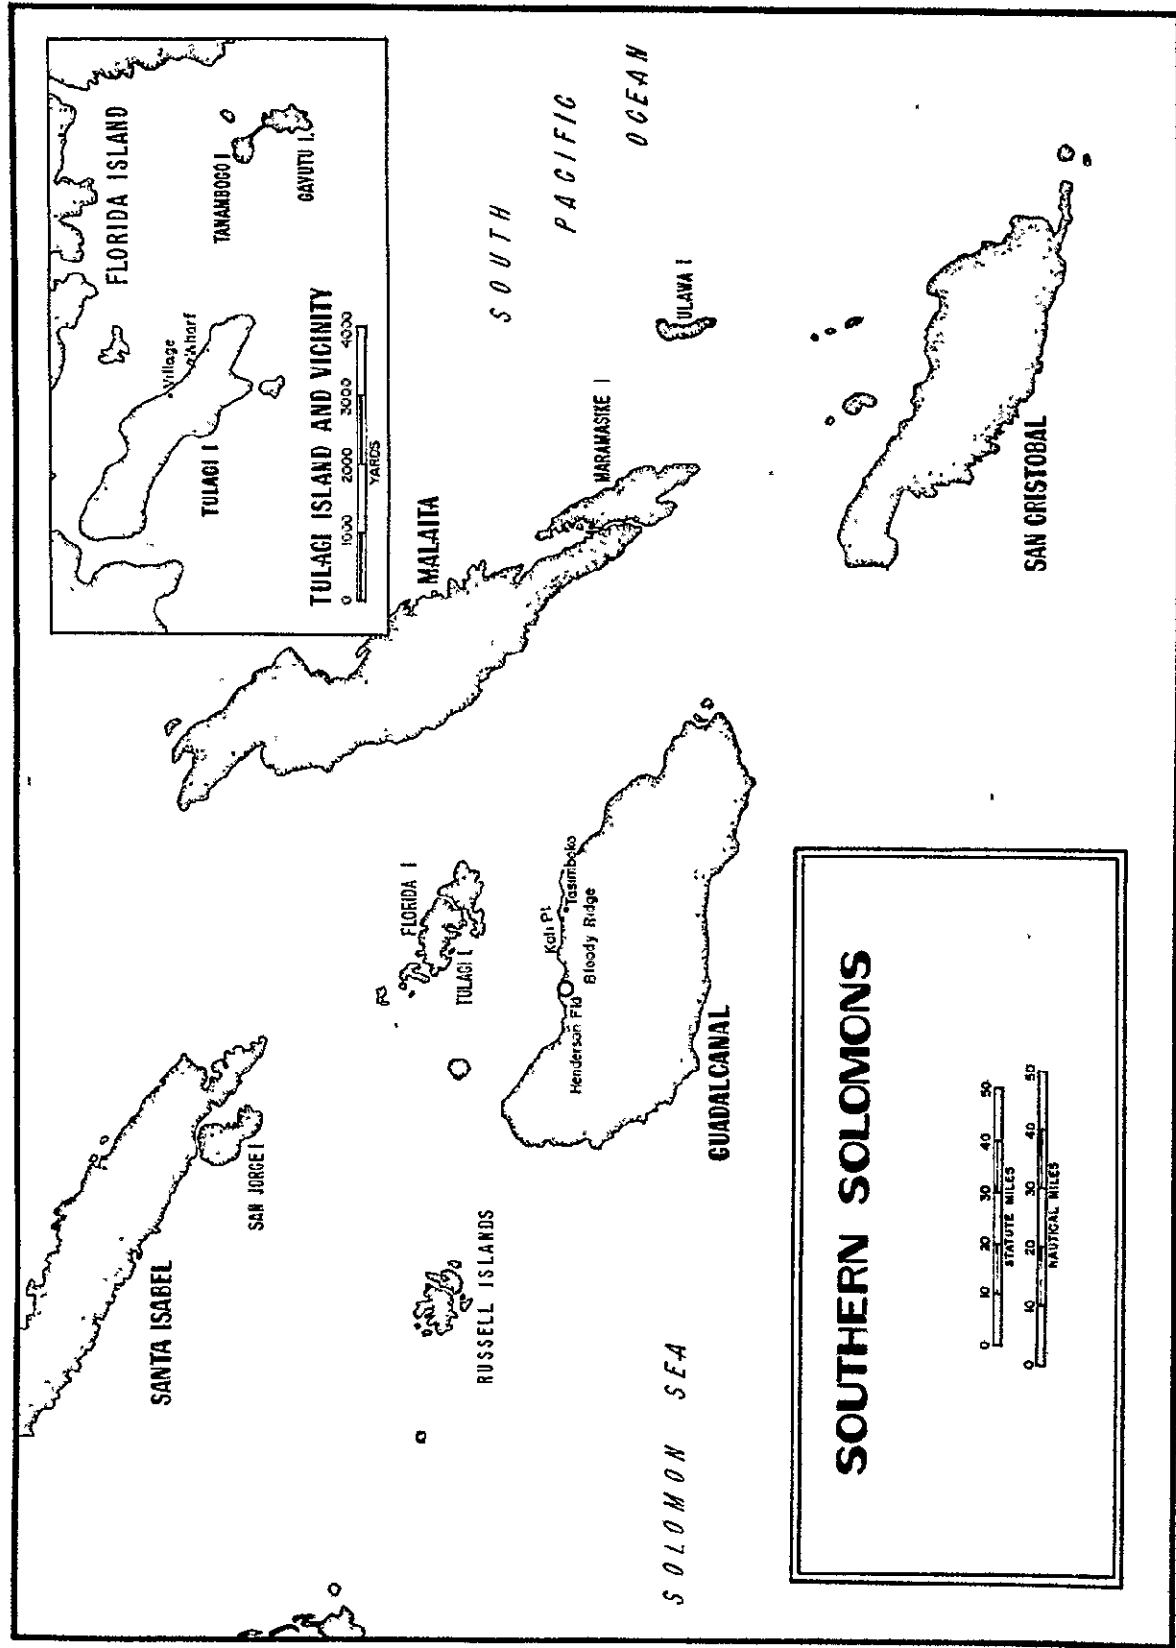 FLORIDA ISLAND
TANAMBOGO I
GAVUTU I.
Village
Wharf
TULAGI I
TULAGI ISLAND AND VICINITY
0 1000 2000 3000 4000
YARDS
SANTA ISABEL
SAN JORGE I
MALAITA
SOUTH
PACIFIC
OCEAN
RUSSELL ISLANDS
FLORIDA I
TULAGI I.
MARAMASIKE I
ULAWA I
Koli Pt
Henderson Fld
Tasimboko
Bloody Ridge
GUADALCANAL
SOLOMON SEA
SAN CRISTOBAL
SOUTHERN SOLOMONS
0 10 20 30 40 50
STATUTE MILES
0 10 20 30 40 50
NAUTICAL MILES